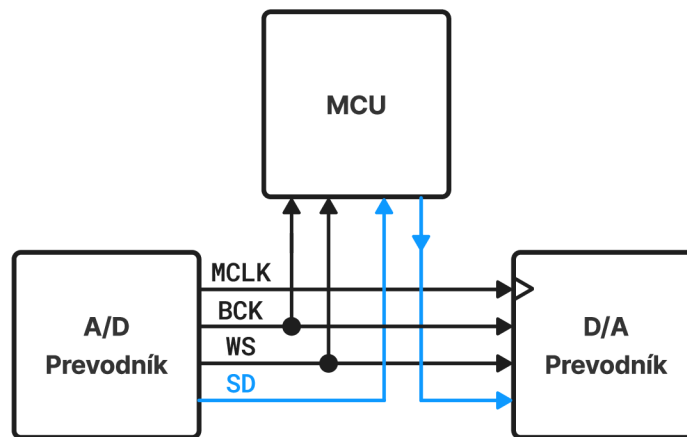 MCU
A/D
Prevodník
MCLK
BCK
WS
SD
D/A
Prevodník